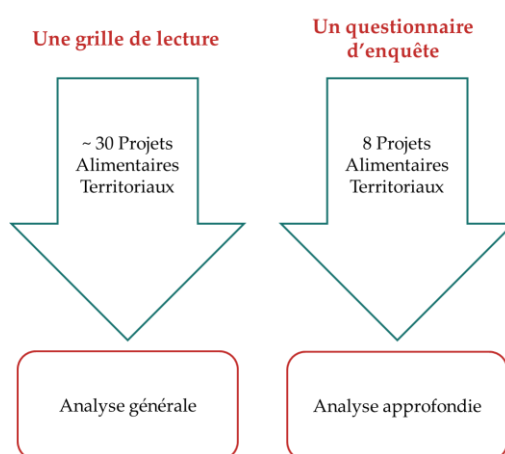 Une grille de lecture
~ 30 Projets
Alimentaires
Territoriaux
Analyse générale
Un questionnaire
d’enquête
8 Projets
Alimentaires
Territoriaux
Analyse approfondie